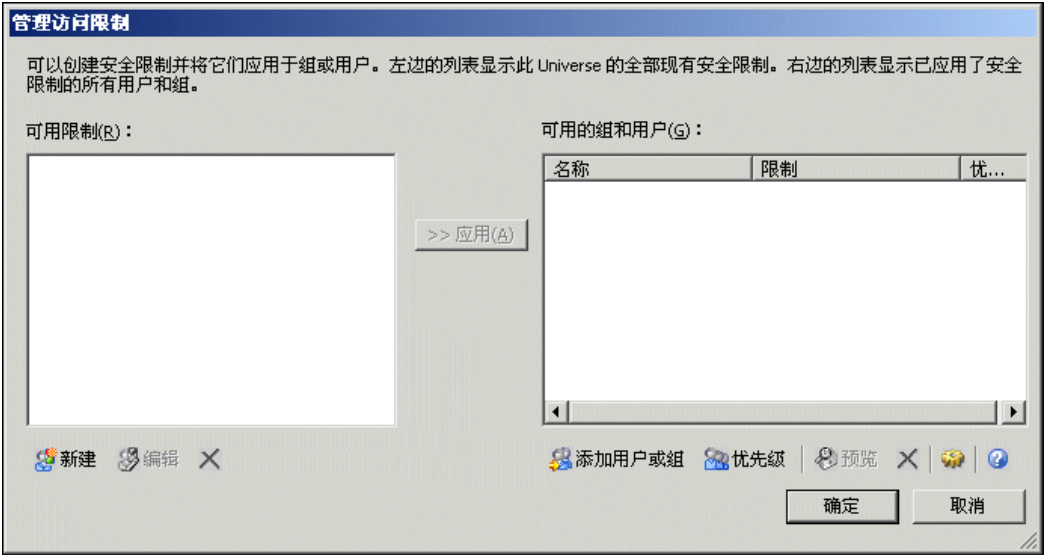 管理访问限制
可以创建安全限制并将它们应用于组或用户。左边的列表显示此 Universe 的全部现有安全限制。右边的列表显示已应用了安全
限制的所有用户和组。
可用限制(R)：
可用的组和用户(G)：
名称 限制 优...
>> 应用(A)
新建 编辑
添加用户或组 优先级 预览
确定 取消